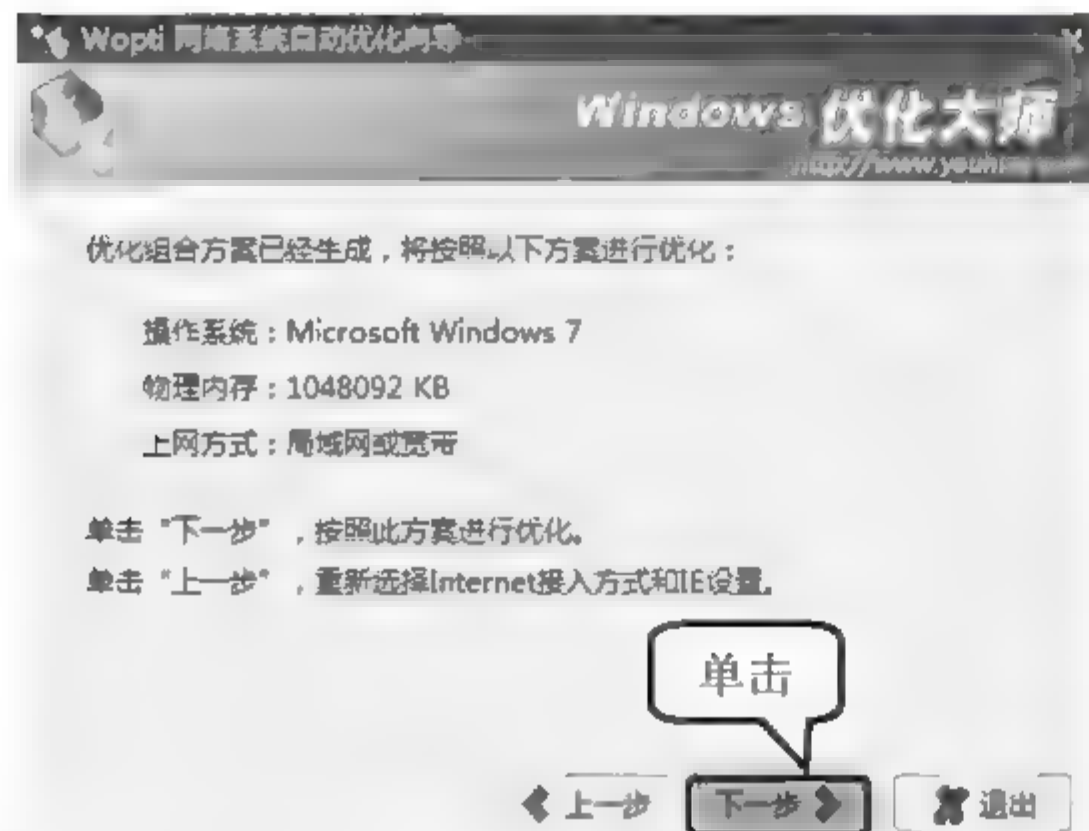 Wopti 网络系统自动优化向导
Windows 优化大师
优化组合方案已经生成，将按照以下方案进行优化：
操作系统：Microsoft Windows 7
物理内存：1048092 KB
上网方式：局域网或宽带
单击“下一步”，按照此方案进行优化。
单击“上一步”，重新选择Internet接入方式和IE设置。
单击
上一步
下一步
退出